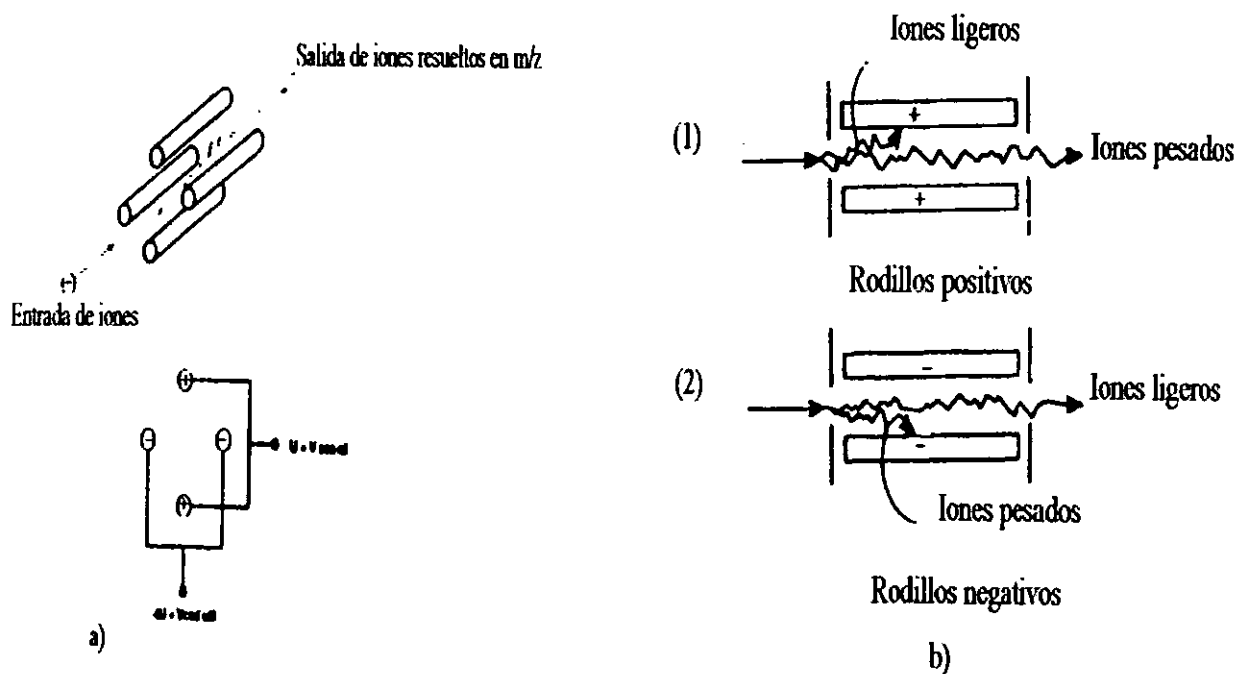 Salida de iones resueltos en m/z
(-)
Entrada de iones
+
+
-
-
a)
Iones ligeros
(1)
+
Iones pesados
+
Rodillos positivos
(2)
-
Iones ligeros
-
Iones pesados
Rodillos negativos
b)